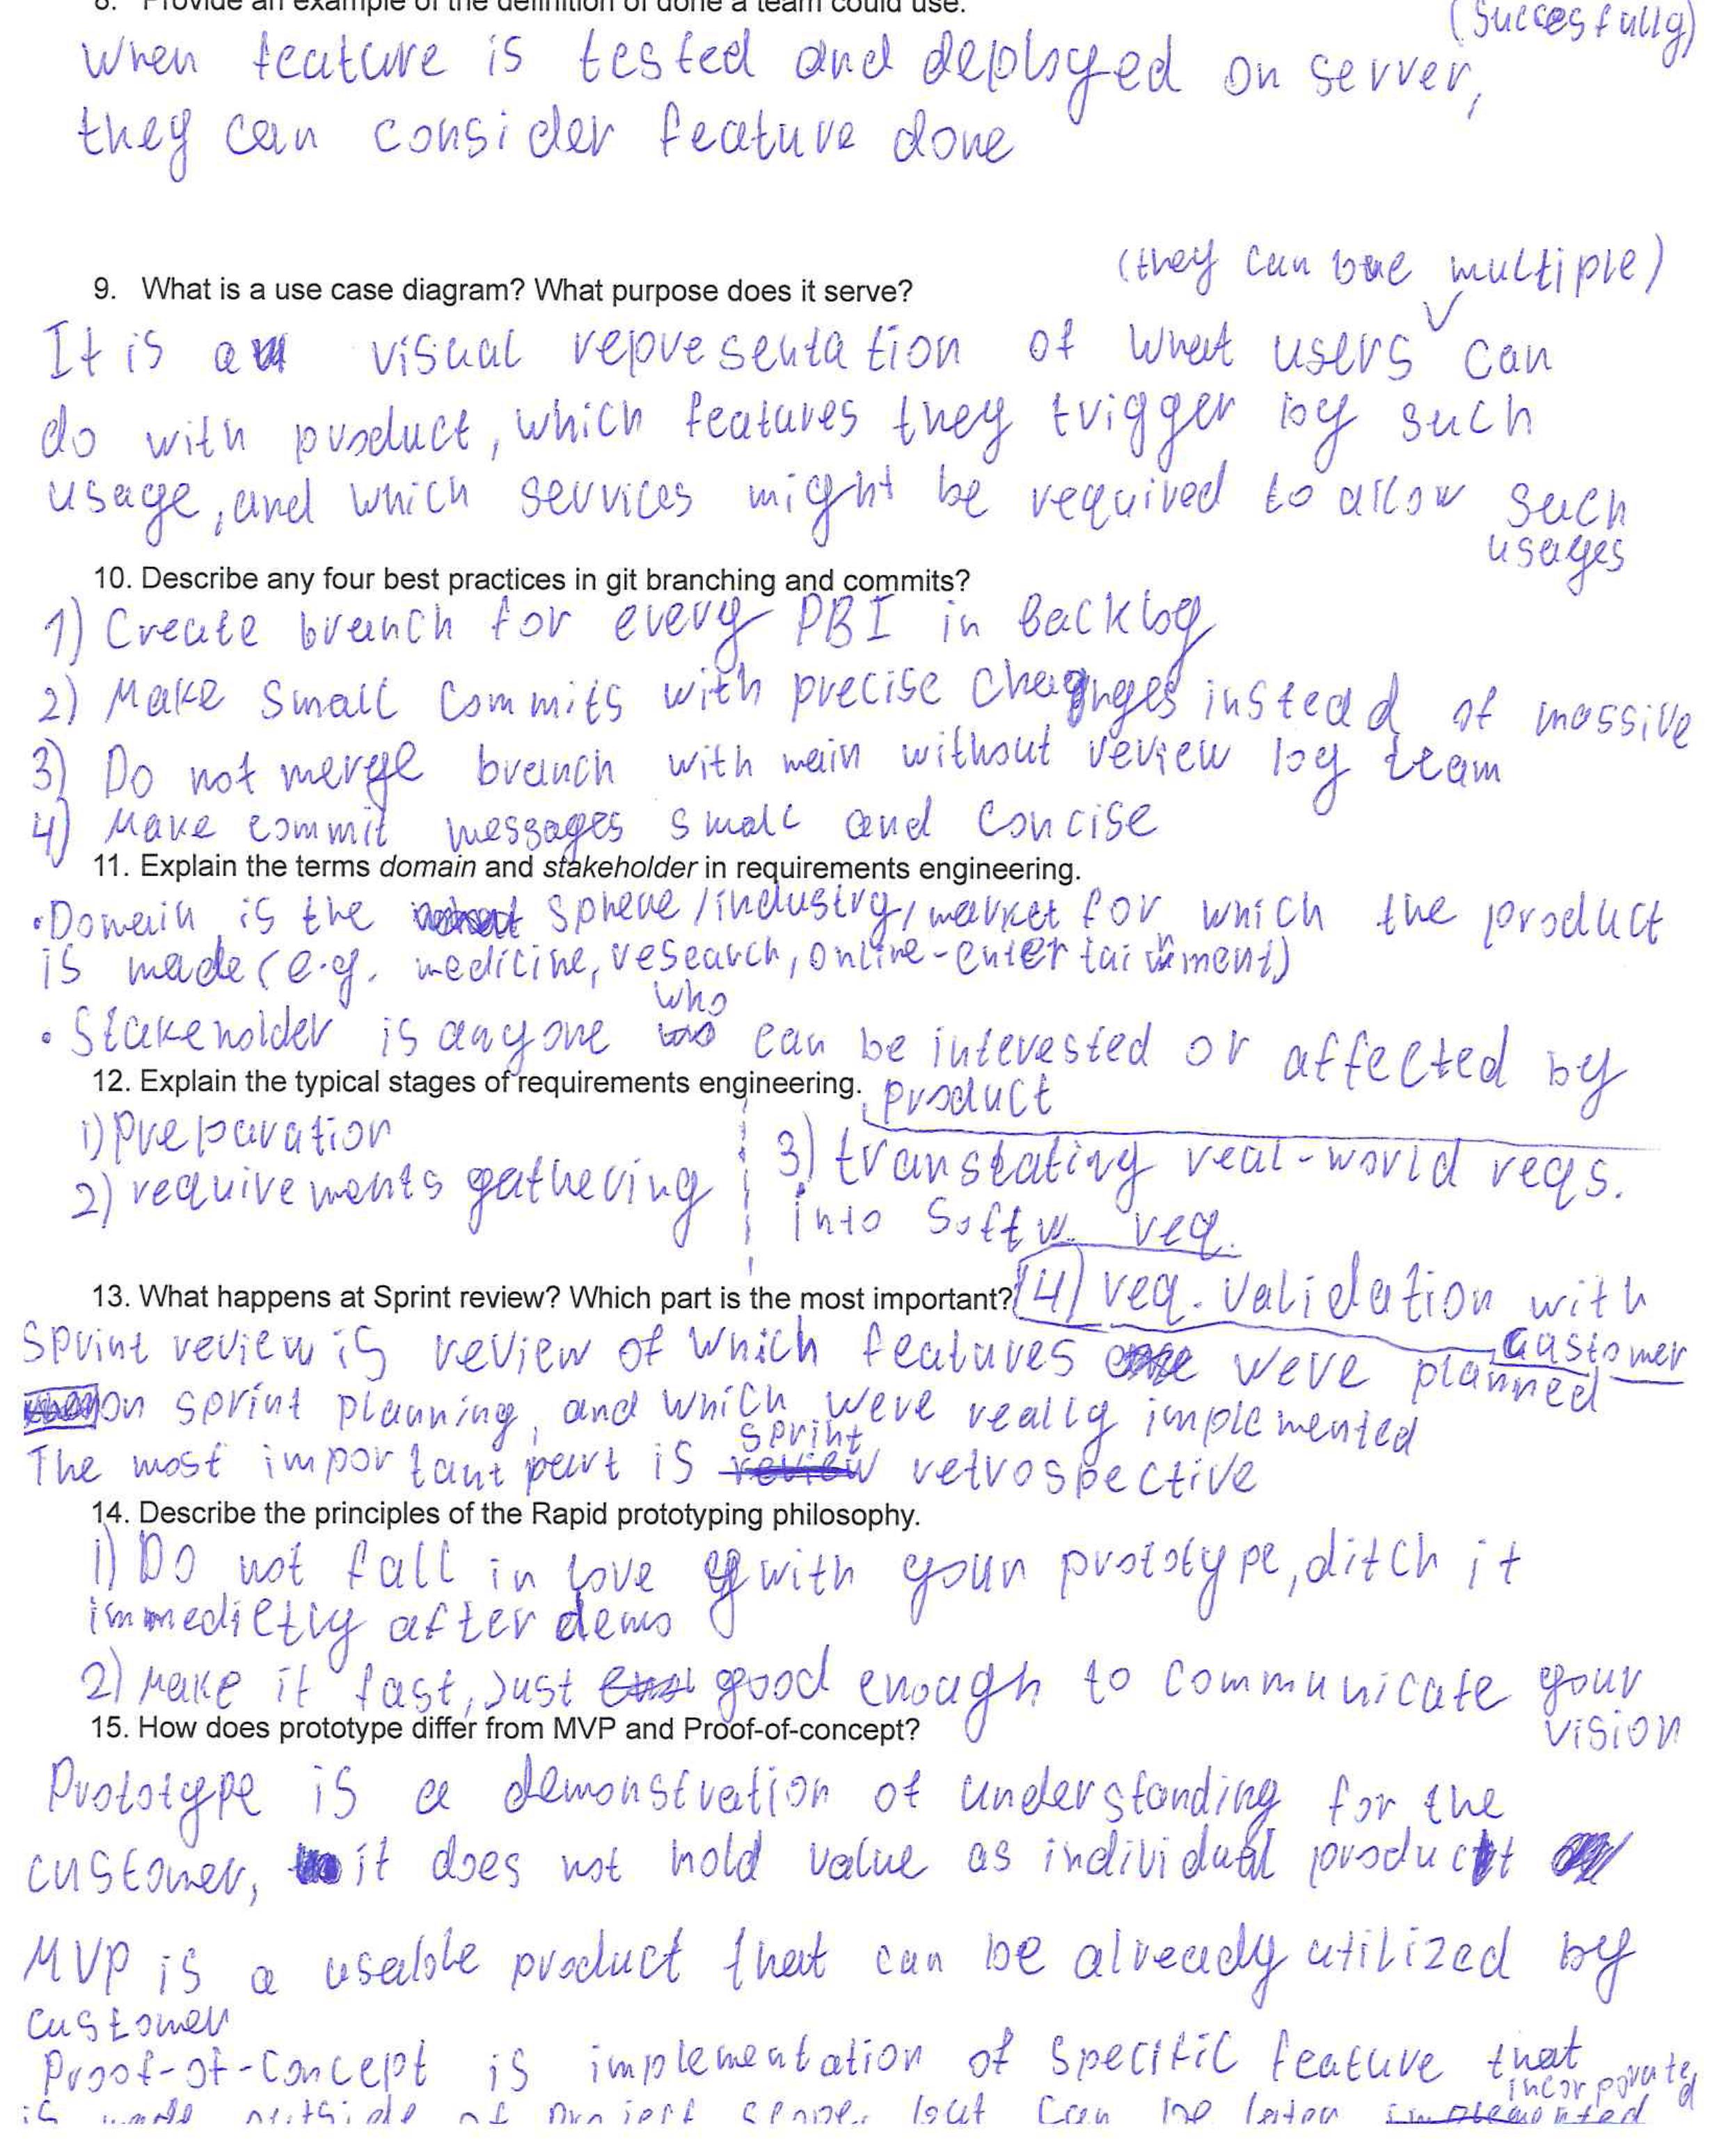 8. Provide an example of the definition of done a team could use.
(Succesfully)
When feature is tested and deployed on server,
they can consider feature done
9. What is a use case diagram? What purpose does it serve?
(they can be multiple)
It is a visual representation of what users can
do with product, which features they trigger by such
usage, and which services might be required to allow such
usages
10. Describe any four best practices in git branching and commits?
1) Create branch for every PBI in backlog
2) Make small commits with precise changes instead of massive
3) Do not merge branch with main without review by team
4) Make commit messages small and concise
11. Explain the terms domain and stakeholder in requirements engineering.
• Domain is the sphere/industry/market for which the product
is made (e.g. medicine, research, online-entertainment)
• Stakeholder is anyone who can be interested or affected by
product
12. Explain the typical stages of requirements engineering.
1) Preparation
2) requirements gathering
3) translating real-world reqs.
into Softw. req.
4) req. validation with
customer
13. What happens at Sprint review? Which part is the most important?
Sprint review is review of which features were planned
on sprint planning, and which were really implemented
The most important part is sprint retrospective
14. Describe the principles of the Rapid prototyping philosophy.
1) Do not fall in love with your prototype, ditch it
immedietly after demo
2) Make it fast, just good enough to communicate your
vision
15. How does prototype differ from MVP and Proof-of-concept?
Prototype is a demonstration of understanding for the
customer, it does not hold value as individual product
MVP is a usable product that can be already utilized by
customer
Proof-of-Concept is implementation of specific feature that
is made outside of project scope, but can be later incorporated